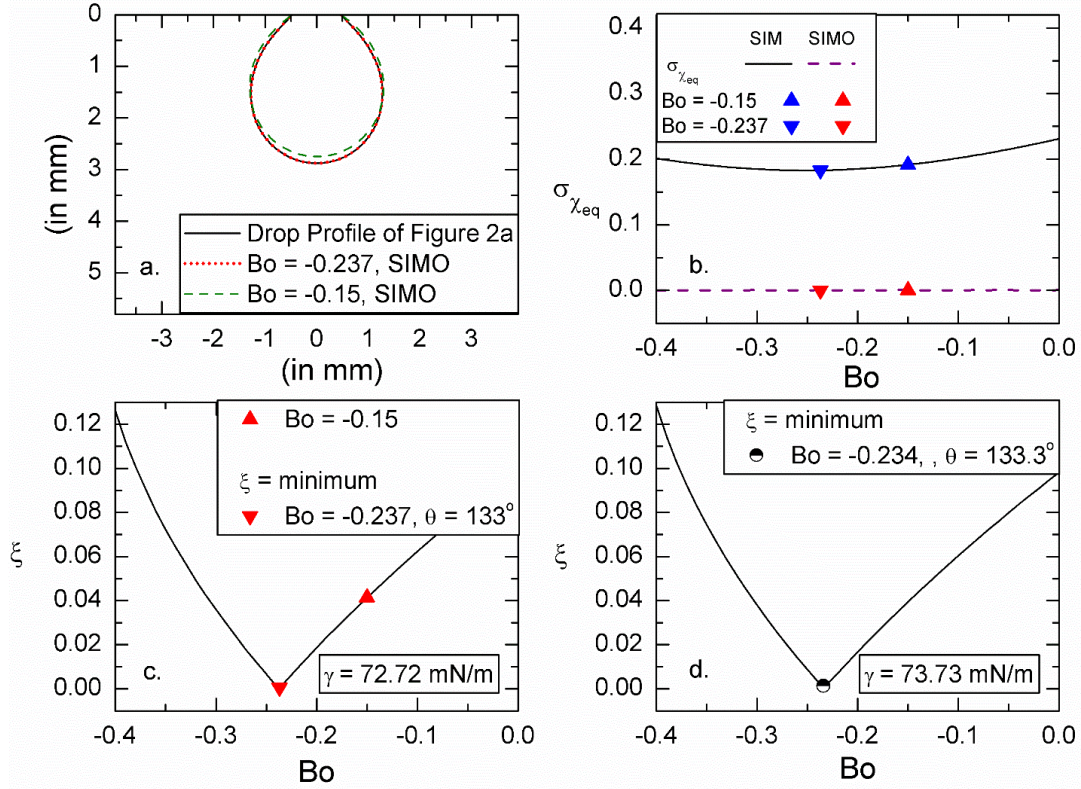 0
1
2
3
4
5
(in mm)
a.
Drop Profile of Figure 2a
Bo = -0.237, SIMO
Bo = -0.15, SIMO
-3 -2 -1 0 1 2 3
(in mm)
0.4
0.3
0.2
0.1
0.0
σχeq
SIM SIMO
σχeq
Bo = -0.15
Bo = -0.237
b.
-0.4 -0.3 -0.2 -0.1 0.0
Bo
0.12
0.10
0.08
0.06
0.04
0.02
0.00
ξ
Bo = -0.15
ξ = minimum
Bo = -0.237, θ = 133°
c.
γ = 72.72 mN/m
-0.4 -0.3 -0.2 -0.1 0.0
Bo
0.12
0.10
0.08
0.06
0.04
0.02
0.00
ξ
ξ = minimum
Bo = -0.234, , θ = 133.3°
d.
γ = 73.73 mN/m
-0.4 -0.3 -0.2 -0.1 0.0
Bo